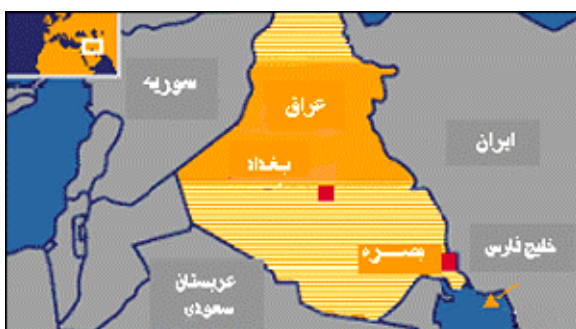 سوریه
عراق
ایران
بغداد
بصره
خلیج فارس
عربستان
سعودی